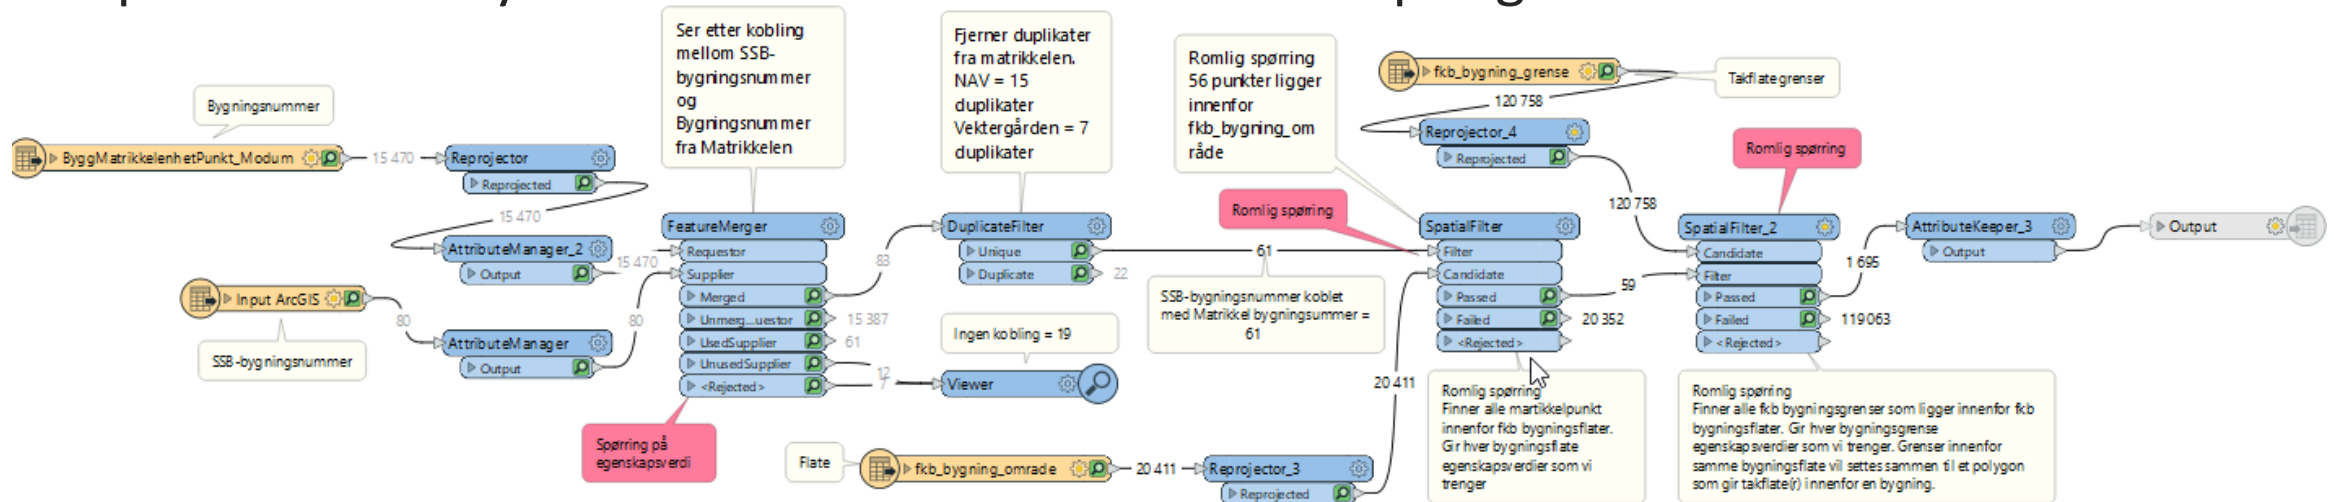 Bygningsnummer
ByggMatrikkelenhetPunkt_Modum
15 470
Reprojector
Reprojected
15 470
AttributeManager_2
Output
15 470
Input ArcGIS
80
SSB-bygningsnummer
AttributeManager
Output
80
Ser etter kobling
mellom SSB-
bygningsnummer
og
Bygningsnummer
fra Matrikkelen
FeatureMerger
Requestor
Supplier
Merged
Unmerg...uestor
UsedSupplier
UnusedSupplier
<Rejected>
83
15 387
61
12
7
Spørring på
egenskapsverdi
Fjerner duplikater
fra matrikkelen.
NAV = 15
duplikater
Vektergården = 7
duplikater
DuplicateFilter
Unique
Duplicate
22
61
Ingen kobling = 19
Viewer
SSB-bygningsnummer koblet
med Matrikkel bygningsummer =
61
Flate
fkb_bygning_omrade
20 411
Reprojector_3
Reprojected
20 411
Romlig spørring
56 punkter ligger
innenfor
fkb_bygning_om
råde
Romlig spørring
SpatialFilter
Filter
Candidate
Passed
Failed
<Rejected>
59
20 352
Romlig spørring
Finner alle martikkelpunkt
innenfor fkb bygningsflater.
Gir hver bygningsflate
egenskapsverdier som vi
trenger
fkb_bygning_grense
Takflate grenser
120 758
Reprojector_4
Reprojected
120 758
Romlig spørring
SpatialFilter_2
Candidate
Filter
Passed
Failed
<Rejected>
1 695
119 063
Romlig spørring
Finner alle fkb bygningsgrenser som ligger innenfor fkb
bygningsflater. Gir hver bygningsgrense
egenskapsverdier som vi trenger. Grenser innenfor
samme bygningsflate vil settes sammen til et polygon
som gir takflate(r) innenfor en bygning.
AttributeKeeper_3
Output
Output